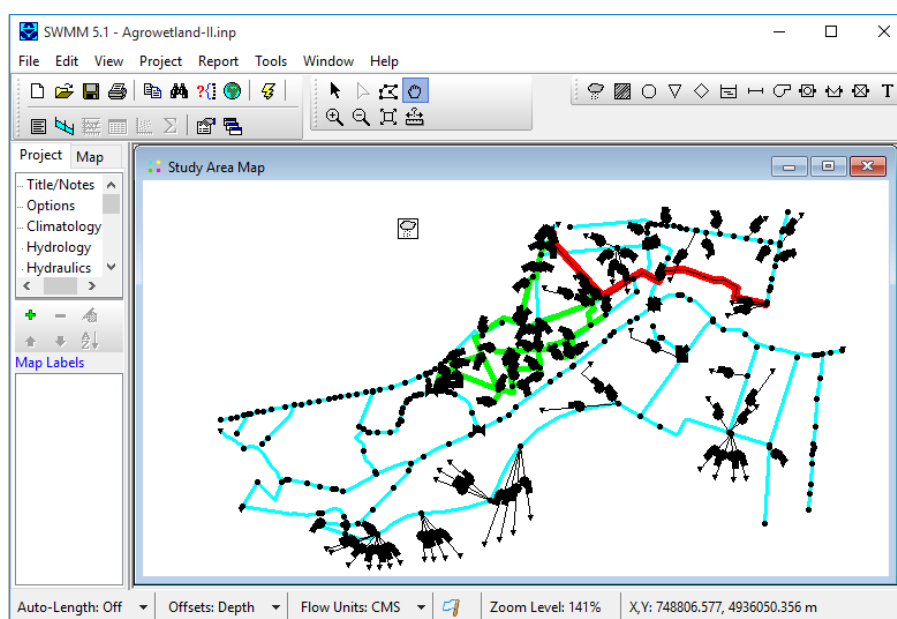 SWMM 5.1 - Agrowetland-II.inp
File Edit View Project Report Tools Window Help
T
Project Map
Study Area Map
Title/Notes
Options
Climatology
Hydrology
Hydraulics
Map Labels
Auto-Length: Off Offsets: Depth Flow Units: CMS Zoom Level: 141% X,Y: 748806.577, 4936050.356 m